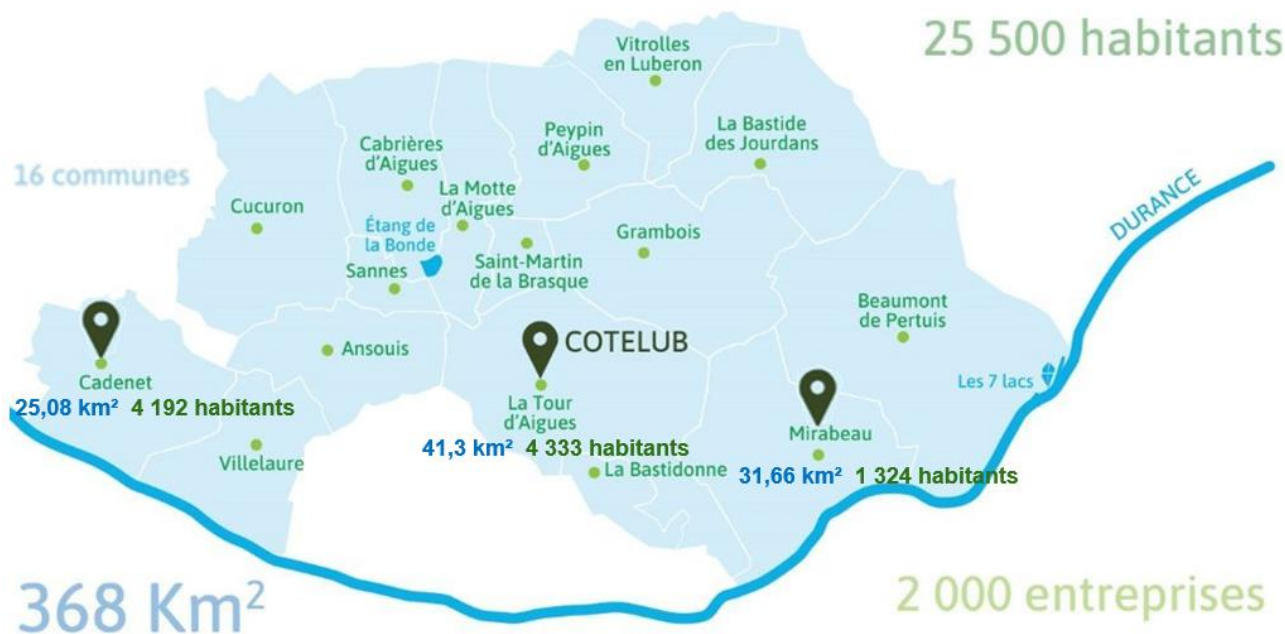 25 500 habitants
Vitrolles
en Luberon
La Bastide
des Jourdans
Peypin
d'Aigues
Cabrières
d'Aigues
16 communes
La Motte
d'Aigues
Cucuron
Étang de
la Bonde
Grambois
DURANCE
Sannes
Saint-Martin
de la Brasque
Beaumont
de Pertuis
COTELUB
Ansouis
Cadenet
Les 7 lacs
25,08 km² 4 192 habitants
La Tour
d'Aigues
Mirabeau
41,3 km² 4 333 habitants
Villelaure
La Bastidonne
31,66 km² 1 324 habitants
368 Km²
2 000 entreprises